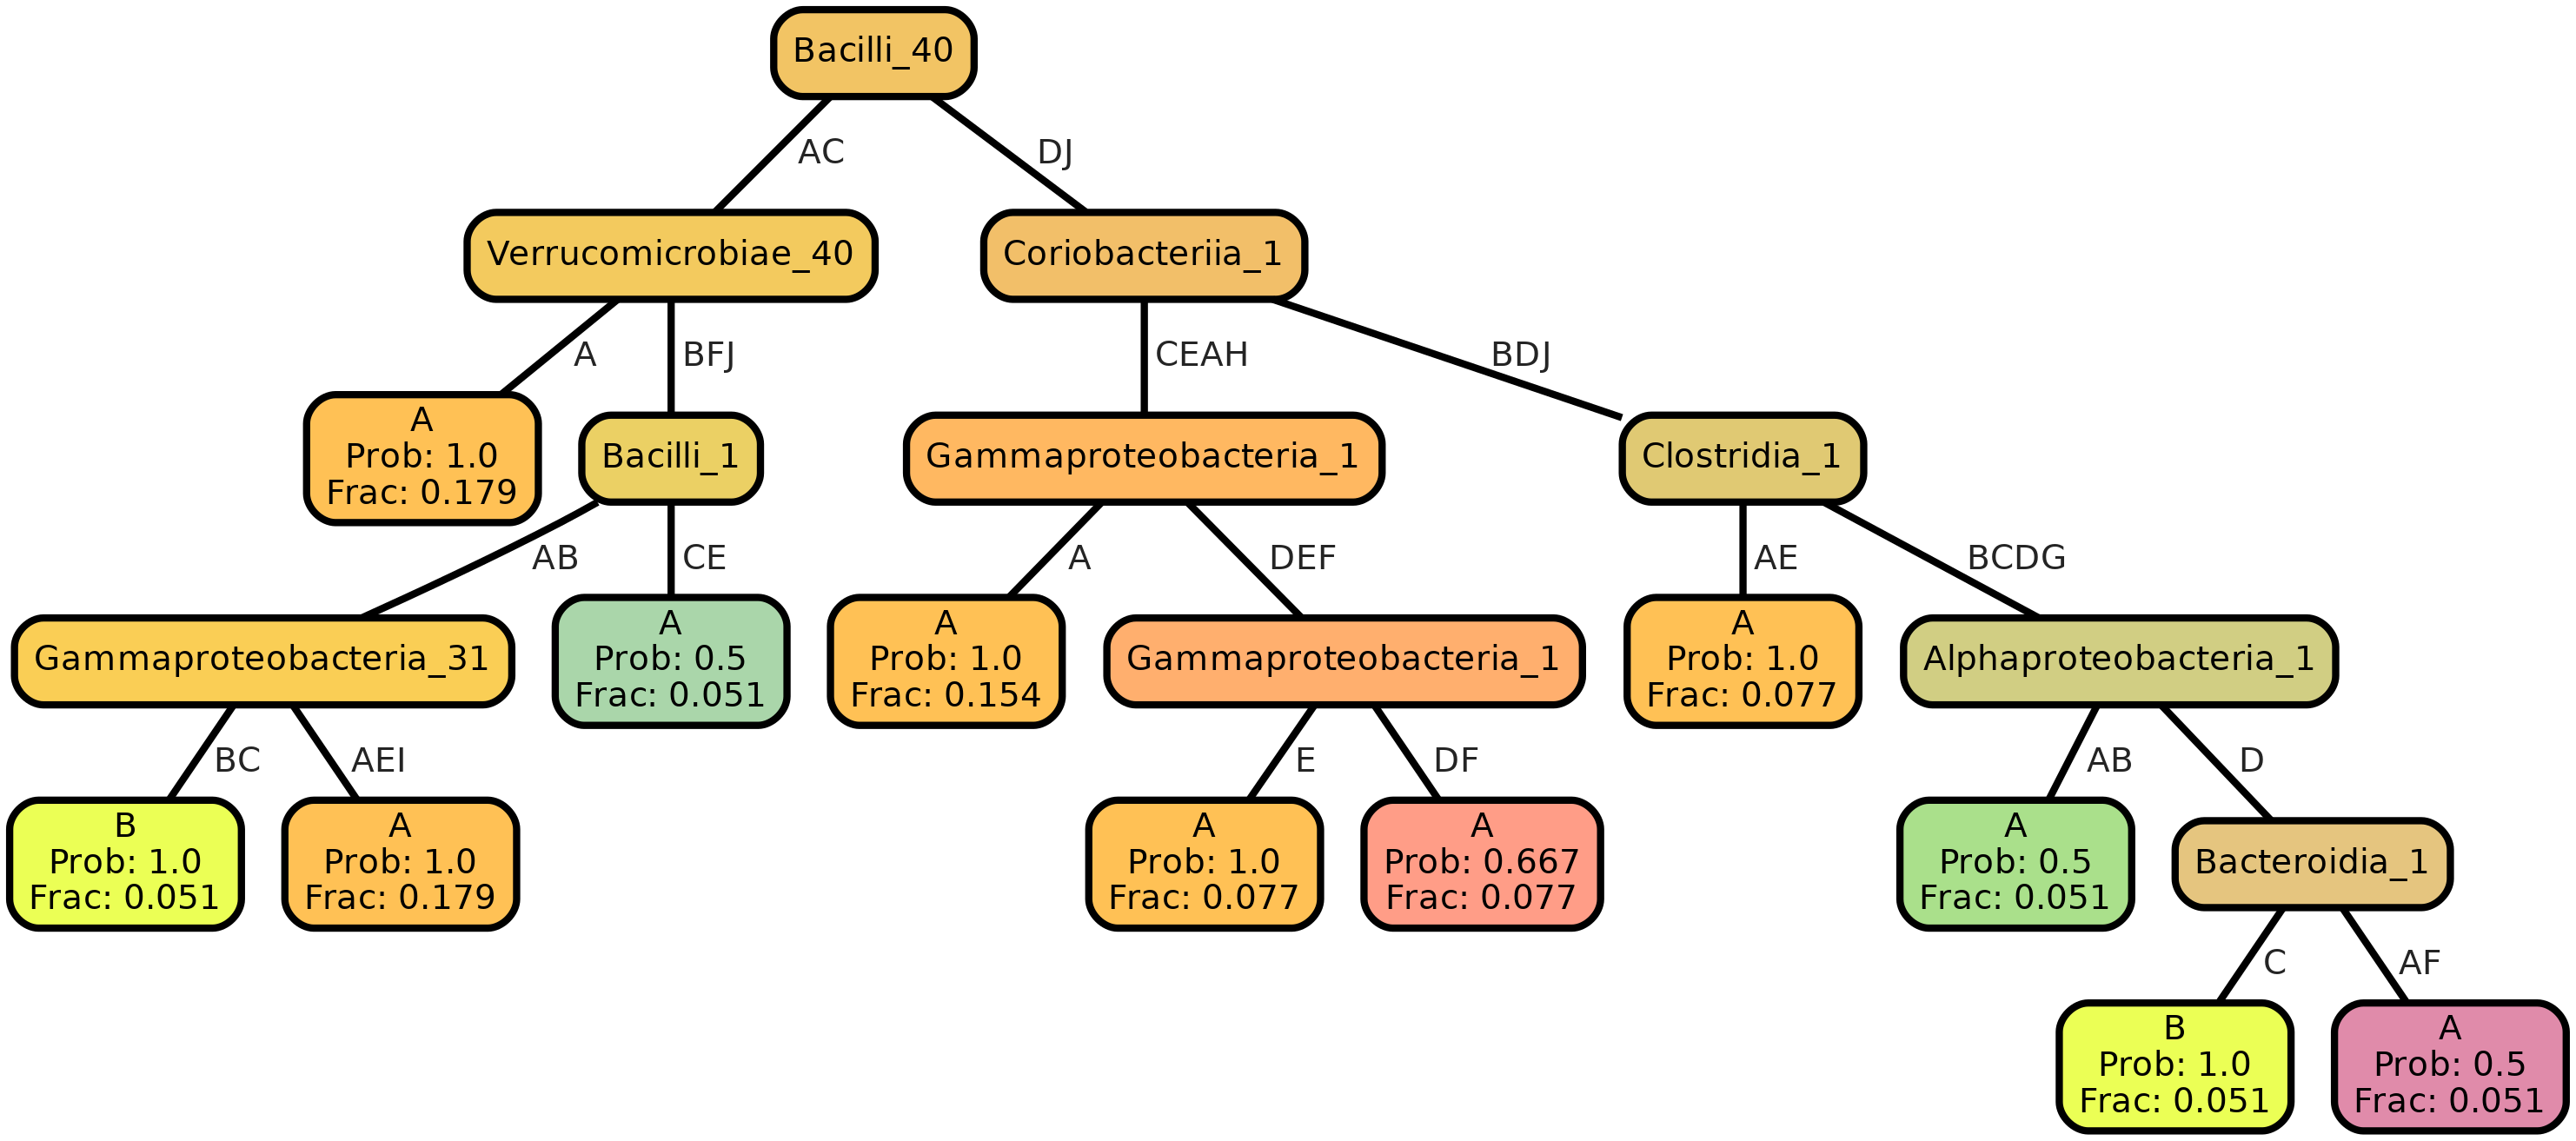 Bacilli_40
AC
DJ
Verrucomicrobiae_40
Coriobacteriia_1
A
BFJ
CEAH
BDJ
A
Prob: 1.0
Frac: 0.179
Bacilli_1
Gammaproteobacteria_1
Clostridia_1
AB
CE
A
DEF
AE
BCDG
Gammaproteobacteria_31
A
Prob: 0.5
Frac: 0.051
A
Prob: 1.0
Frac: 0.154
Gammaproteobacteria_1
A
Prob: 1.0
Frac: 0.077
Alphaproteobacteria_1
BC
AEI
E
DF
AB
D
B
Prob: 1.0
Frac: 0.051
A
Prob: 1.0
Frac: 0.179
A
Prob: 1.0
Frac: 0.077
A
Prob: 0.667
Frac: 0.077
A
Prob: 0.5
Frac: 0.051
Bacteroidia_1
C
AF
B
Prob: 1.0
Frac: 0.051
A
Prob: 0.5
Frac: 0.051